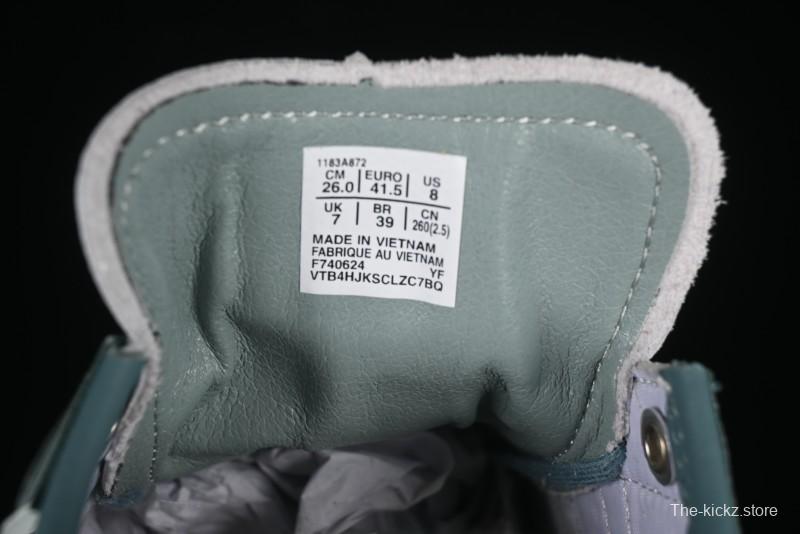 1183A872
CM EURO US
26.0 41.5 8
UK BR CN
7 39 260(2.5)
MADE IN VIETNAM
FABRIQUE AU VIETNAM
F740624 YF
VTB4HJKSCLZC7BQ
The-kickz.store